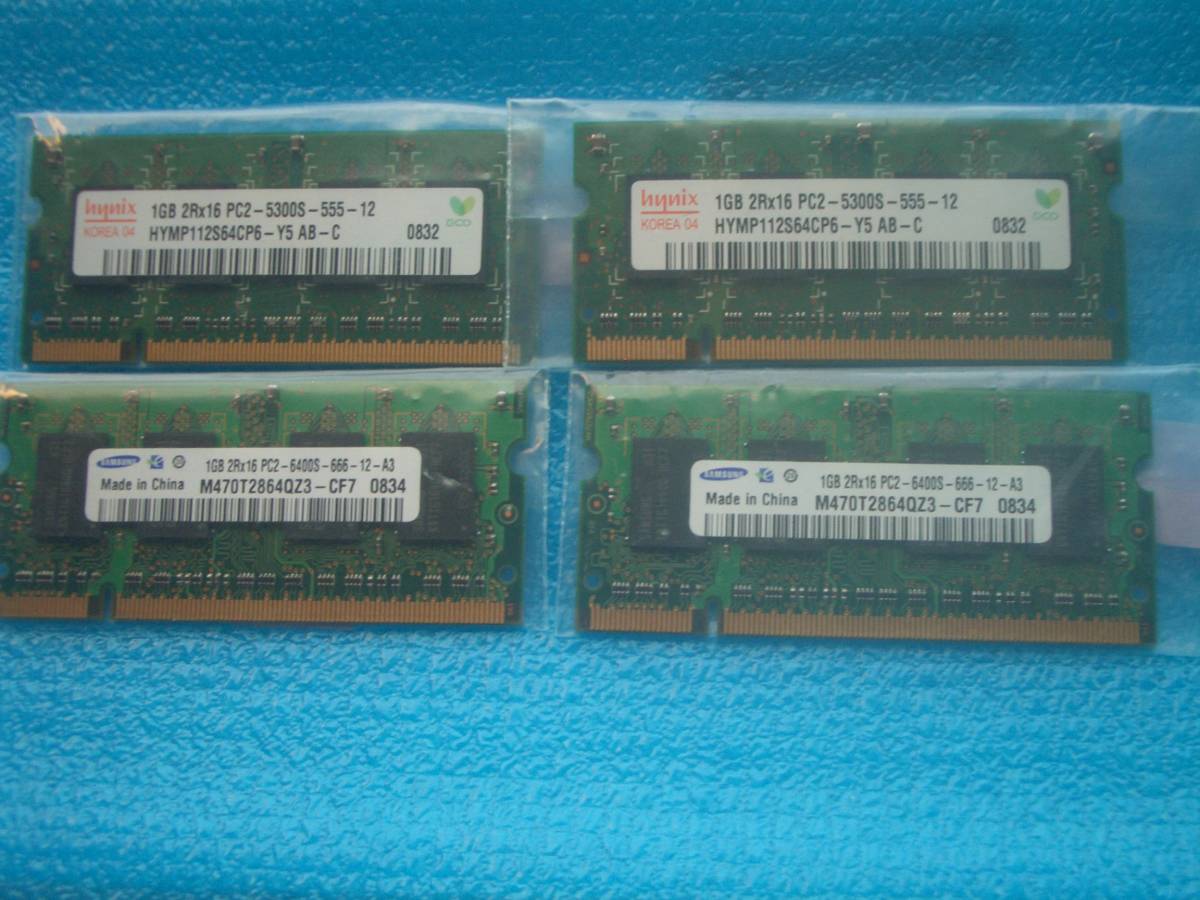 hynix
KOREA 04
1GB 2Rx16 PC2-5300S-555-12
HYMP112S64CP6-Y5 AB-C 0832
ECO
hynix
KOREA 04
1GB 2Rx16 PC2-5300S-555-12
HYMP112S64CP6-Y5 AB-C 0832
ECO
SAMSUNG 1GB 2Rx16 PC2-6400S-666-12-A3
Made in China M470T2864QZ3-CF7 0834
SAMSUNG 1GB 2Rx16 PC2-6400S-666-12-A3
Made in China M470T2864QZ3-CF7 0834